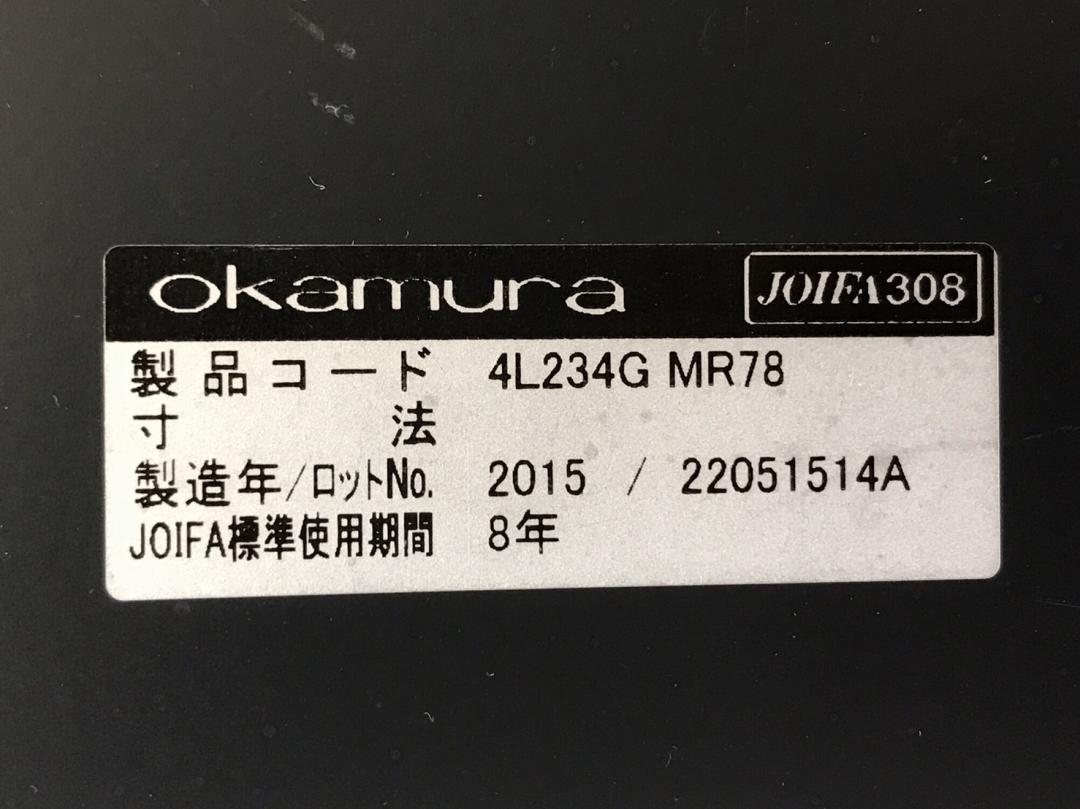 okamura JOIFA308
製品コード 4L234G MR78
寸法
製造年/ロットNo. 2015 / 22051514A
JOIFA標準使用期間 8年